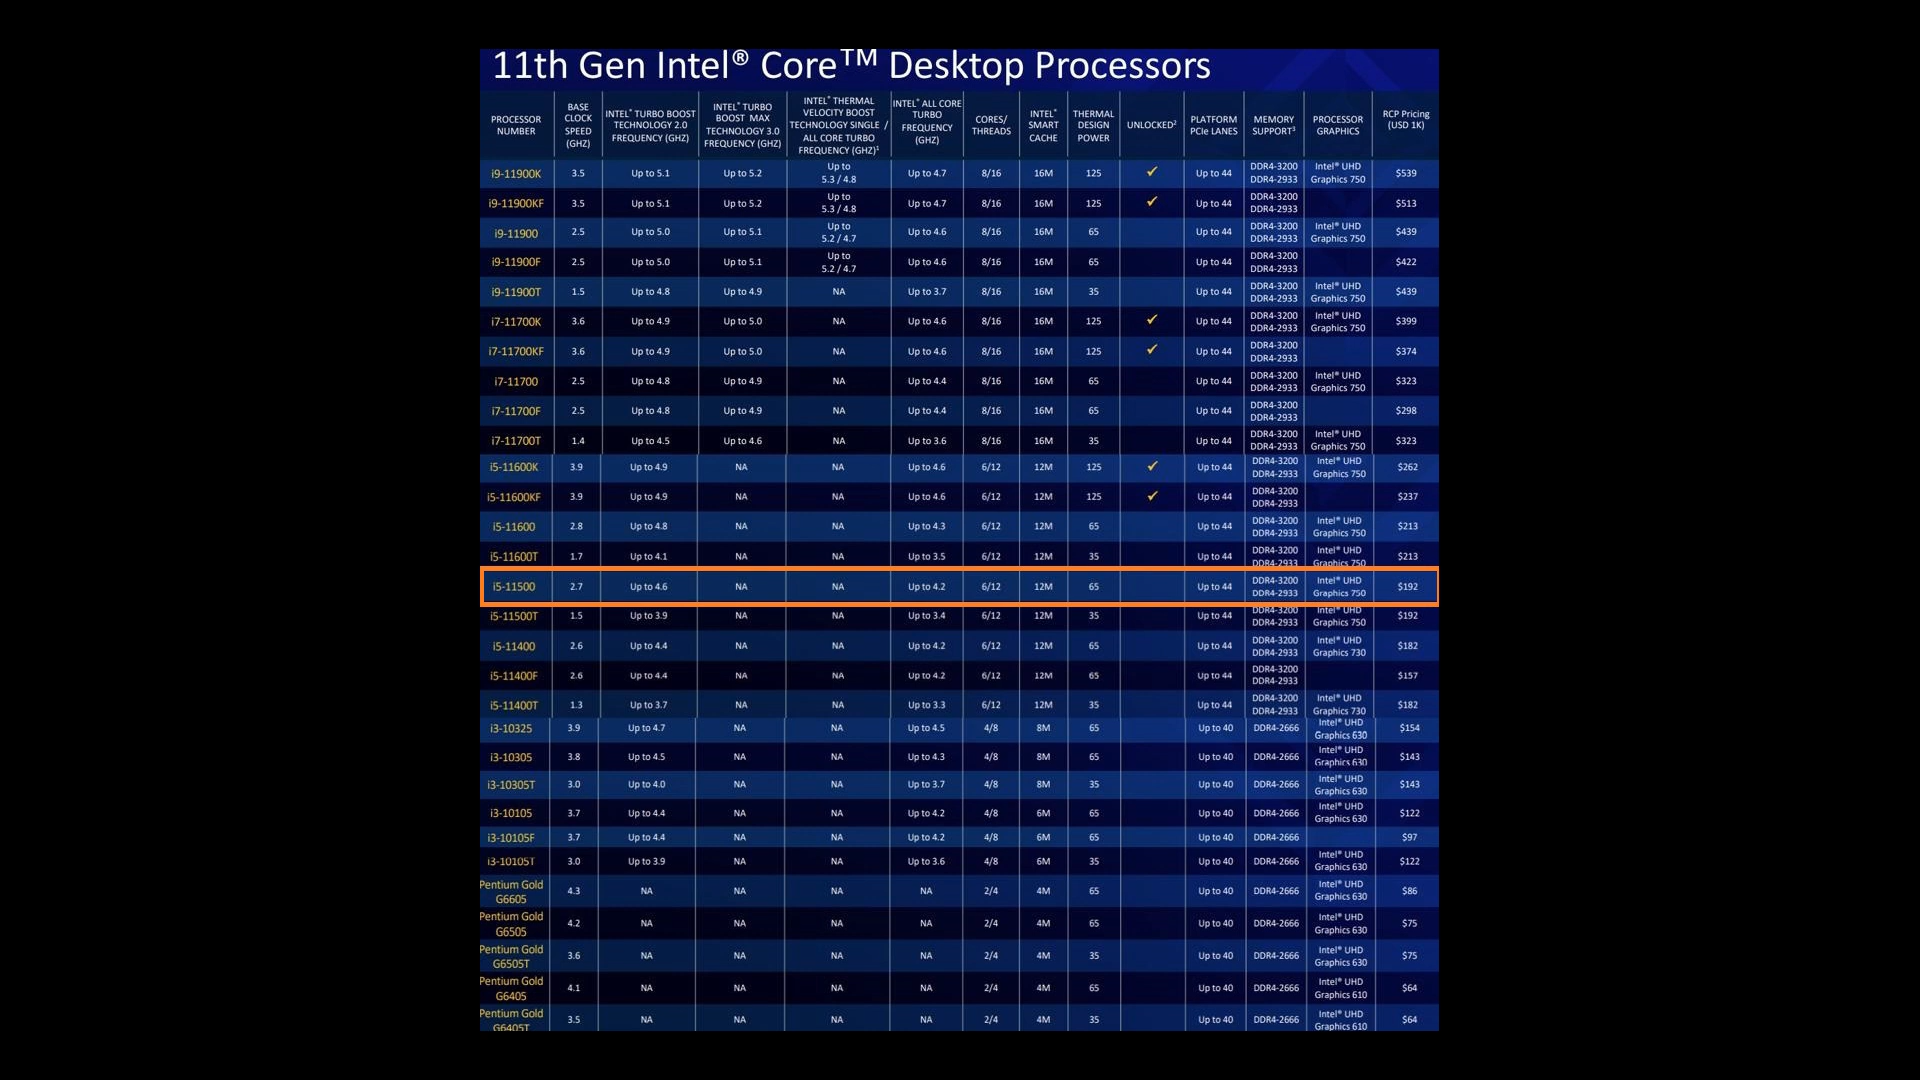 11th Gen Intel® Core™ Desktop Processors
PROCESSOR NUMBER BASE CLOCK SPEED (GHZ) INTEL® TURBO BOOST TECHNOLOGY 2.0 FREQUENCY (GHZ) INTEL® TURBO BOOST MAX TECHNOLOGY 3.0 FREQUENCY (GHZ) INTEL® THERMAL VELOCITY BOOST TECHNOLOGY SINGLE / ALL CORE TURBO FREQUENCY (GHZ)¹ INTEL® ALL CORE TURBO FREQUENCY (GHZ) CORES/ THREADS INTEL® SMART CACHE THERMAL DESIGN POWER UNLOCKED² PLATFORM PCIe LANES MEMORY SUPPORT³ PROCESSOR GRAPHICS RCP Pricing (USD 1K)
i9-11900K 3.5 Up to 5.1 Up to 5.2 Up to 5.3 / 4.8 Up to 4.7 8/16 16M 125 ✓ Up to 44 DDR4-3200 DDR4-2933 Intel® UHD Graphics 750 $539
i9-11900KF 3.5 Up to 5.1 Up to 5.2 Up to 5.3 / 4.8 Up to 4.7 8/16 16M 125 ✓ Up to 44 DDR4-3200 DDR4-2933 $513
i9-11900 2.5 Up to 5.0 Up to 5.1 Up to 5.2 / 4.7 Up to 4.6 8/16 16M 65 Up to 44 DDR4-3200 DDR4-2933 Intel® UHD Graphics 750 $439
i9-11900F 2.5 Up to 5.0 Up to 5.1 Up to 5.2 / 4.7 Up to 4.6 8/16 16M 65 Up to 44 DDR4-3200 DDR4-2933 $422
i9-11900T 1.5 Up to 4.8 Up to 4.9 NA Up to 3.7 8/16 16M 35 Up to 44 DDR4-3200 DDR4-2933 Intel® UHD Graphics 750 $439
i7-11700K 3.6 Up to 4.9 Up to 5.0 NA Up to 4.6 8/16 16M 125 ✓ Up to 44 DDR4-3200 DDR4-2933 Intel® UHD Graphics 750 $399
i7-11700KF 3.6 Up to 4.9 Up to 5.0 NA Up to 4.6 8/16 16M 125 ✓ Up to 44 DDR4-3200 DDR4-2933 $374
i7-11700 2.5 Up to 4.8 Up to 4.9 NA Up to 4.4 8/16 16M 65 Up to 44 DDR4-3200 DDR4-2933 Intel® UHD Graphics 750 $323
i7-11700F 2.5 Up to 4.8 Up to 4.9 NA Up to 4.4 8/16 16M 65 Up to 44 DDR4-3200 DDR4-2933 $298
i7-11700T 1.4 Up to 4.5 Up to 4.6 NA Up to 3.6 8/16 16M 35 Up to 44 DDR4-3200 DDR4-2933 Intel® UHD Graphics 750 $323
i5-11600K 3.9 Up to 4.9 NA NA Up to 4.6 6/12 12M 125 ✓ Up to 44 DDR4-3200 DDR4-2933 Intel® UHD Graphics 750 $262
i5-11600KF 3.9 Up to 4.9 NA NA Up to 4.6 6/12 12M 125 ✓ Up to 44 DDR4-3200 DDR4-2933 $237
i5-11600 2.8 Up to 4.8 NA NA Up to 4.3 6/12 12M 65 Up to 44 DDR4-3200 DDR4-2933 Intel® UHD Graphics 750 $213
i5-11600T 1.7 Up to 4.1 NA NA Up to 3.5 6/12 12M 35 Up to 44 DDR4-3200 DDR4-2933 Intel® UHD Graphics 750 $213
i5-11500 2.7 Up to 4.6 NA NA Up to 4.2 6/12 12M 65 Up to 44 DDR4-3200 DDR4-2933 Intel® UHD Graphics 750 $192
i5-11500T 1.5 Up to 3.9 NA NA Up to 3.4 6/12 12M 35 Up to 44 DDR4-3200 DDR4-2933 Intel® UHD Graphics 750 $192
i5-11400 2.6 Up to 4.4 NA NA Up to 4.2 6/12 12M 65 Up to 44 DDR4-3200 DDR4-2933 Intel® UHD Graphics 730 $182
i5-11400F 2.6 Up to 4.4 NA NA Up to 4.2 6/12 12M 65 Up to 44 DDR4-3200 DDR4-2933 $157
i5-11400T 1.3 Up to 3.7 NA NA Up to 3.3 6/12 12M 35 Up to 44 DDR4-3200 DDR4-2933 Intel® UHD Graphics 730 $182
i3-10325 3.9 Up to 4.7 NA NA Up to 4.5 4/8 8M 65 Up to 40 DDR4-2666 Intel® UHD Graphics 630 $154
i3-10305 3.8 Up to 4.5 NA NA Up to 4.3 4/8 8M 65 Up to 40 DDR4-2666 Intel® UHD Graphics 630 $143
i3-10305T 3.0 Up to 4.0 NA NA Up to 3.7 4/8 8M 35 Up to 40 DDR4-2666 Intel® UHD Graphics 630 $143
i3-10105 3.7 Up to 4.4 NA NA Up to 4.2 4/8 6M 65 Up to 40 DDR4-2666 Intel® UHD Graphics 630 $122
i3-10105F 3.7 Up to 4.4 NA NA Up to 4.2 4/8 6M 65 Up to 40 DDR4-2666 $97
i3-10105T 3.0 Up to 3.9 NA NA Up to 3.6 4/8 6M 35 Up to 40 DDR4-2666 Intel® UHD Graphics 630 $122
Pentium Gold G6605 4.3 NA NA NA NA 2/4 4M 65 Up to 40 DDR4-2666 Intel® UHD Graphics 630 $86
Pentium Gold G6505 4.2 NA NA NA NA 2/4 4M 65 Up to 40 DDR4-2666 Intel® UHD Graphics 630 $75
Pentium Gold G6505T 3.6 NA NA NA NA 2/4 4M 35 Up to 40 DDR4-2666 Intel® UHD Graphics 630 $75
Pentium Gold G6405 4.1 NA NA NA NA 2/4 4M 65 Up to 40 DDR4-2666 Intel® UHD Graphics 610 $64
Pentium Gold G6405T 3.5 NA NA NA NA 2/4 4M 35 Up to 40 DDR4-2666 Intel® UHD Graphics 610 $64